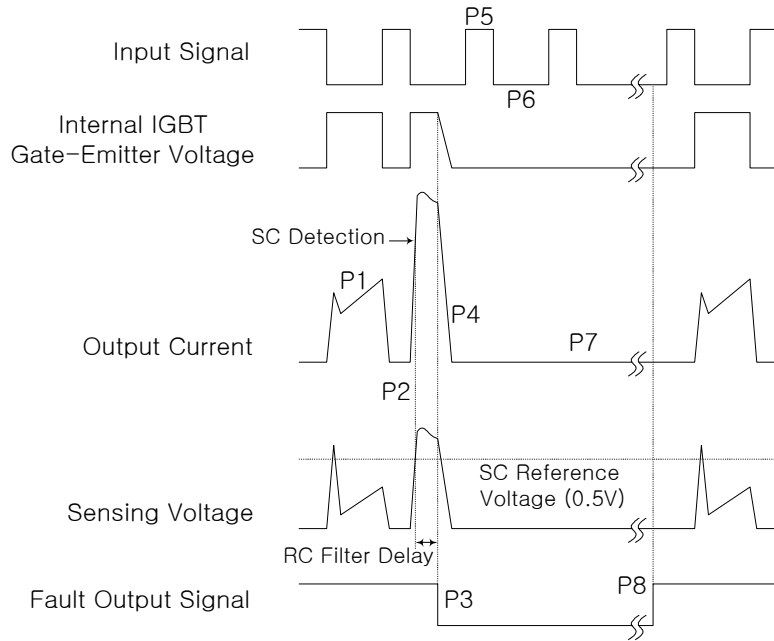 P5
Input Signal
P6
Internal IGBT
Gate-Emitter Voltage
SC Detection
P1
P4
Output Current
P7
P2
SC Reference
Voltage (0.5V)
Sensing Voltage
RC Filter Delay
Fault Output Signal
P3
P8